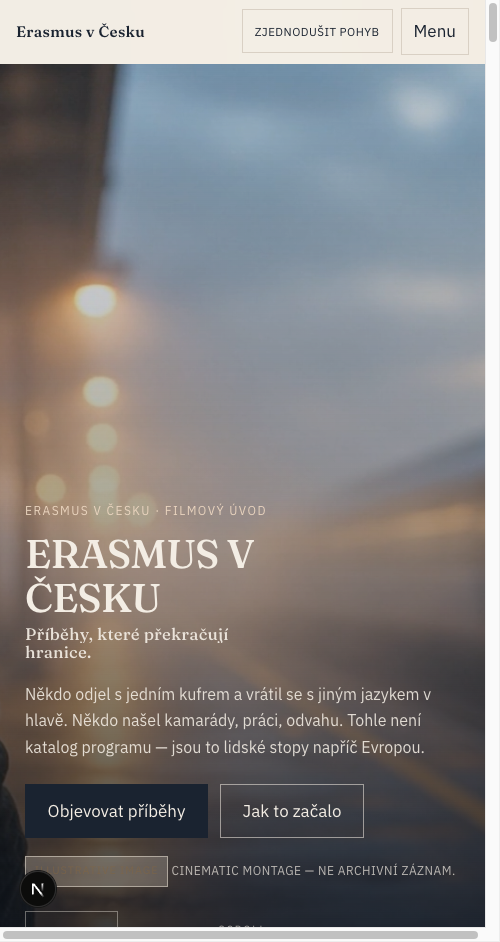 Erasmus v Česku
ZJEDNODUŠIT POHYB
Menu
ERASMUS V ČESKU · FILMOVÝ ÚVOD
ERASMUS V
ČESKU
Příběhy, které překračují
hranice.
Někdo odjel s jedním kufrem a vrátil se s jiným jazykem v
hlavě. Někdo našel kamarády, práci, odvahu. Tohle není
katalog programu — jsou to lidské stopy napříč Evropou.
Objevovat příběhy
Jak to začalo
CINEMATIC MONTAGE — NE ARCHIVNÍ ZÁZNAM.
N